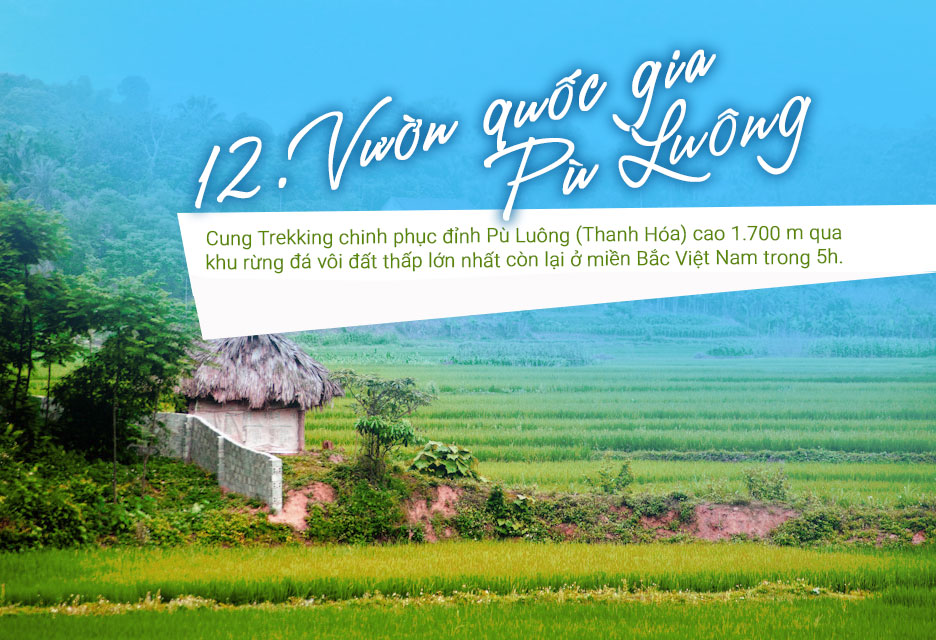 12. Vườn quốc gia
Pù Luông
Cung Trekking chinh phục đỉnh Pù Luông (Thanh Hóa) cao 1.700 m qua
khu rừng đá vôi đất thấp lớn nhất còn lại ở miền Bắc Việt Nam trong 5h.